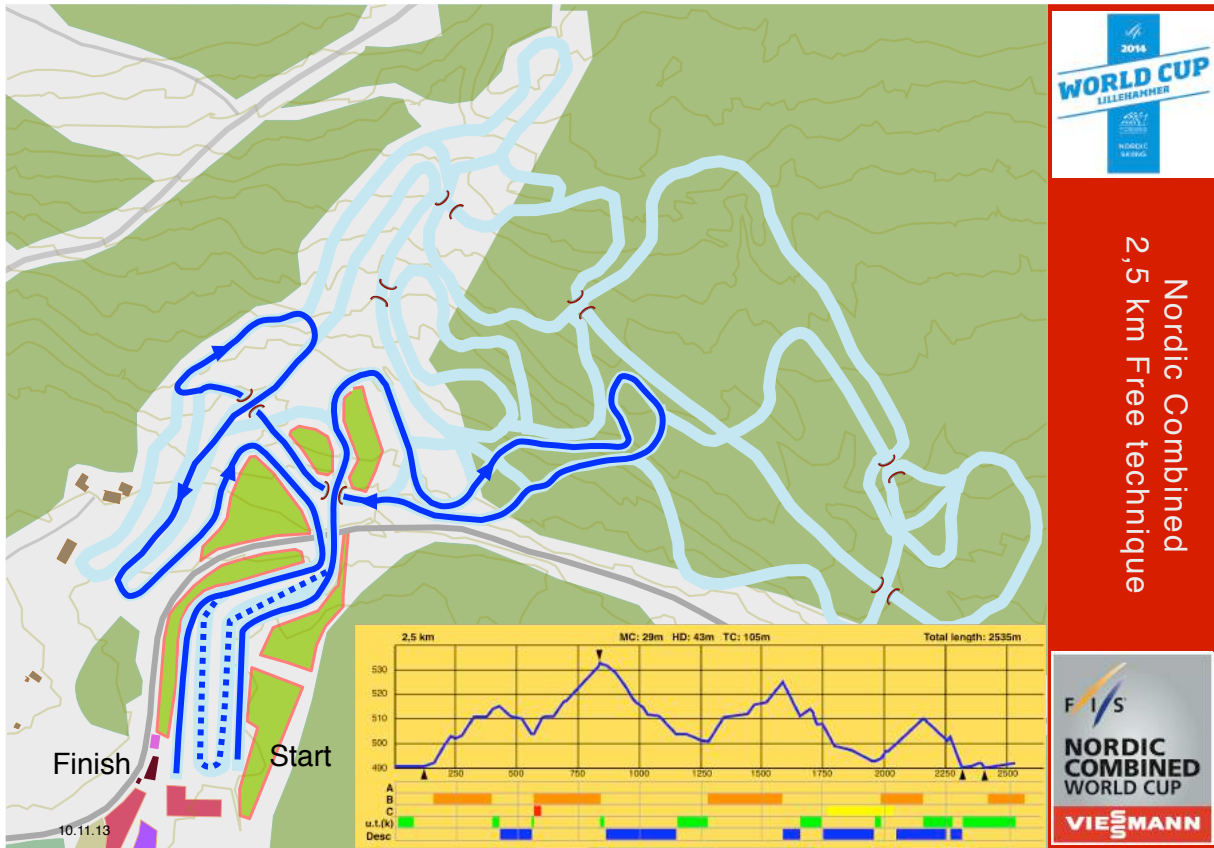 2014
WORLD CUP
LILLEHAMMER
NORDIC
SKIING
Nordic Combined
2,5 km Free technique
Finish
Start
10.11.13
2,5 km
MC: 29m HD: 43m TC: 105m
Total length: 2535m
530
520
510
500
490
250
500
750
1000
1250
1500
1750
2000
2250
2500
A
B
C
u.t.(k)
Desc
F I S
NORDIC
COMBINED
WORLD CUP
VIESSMANN